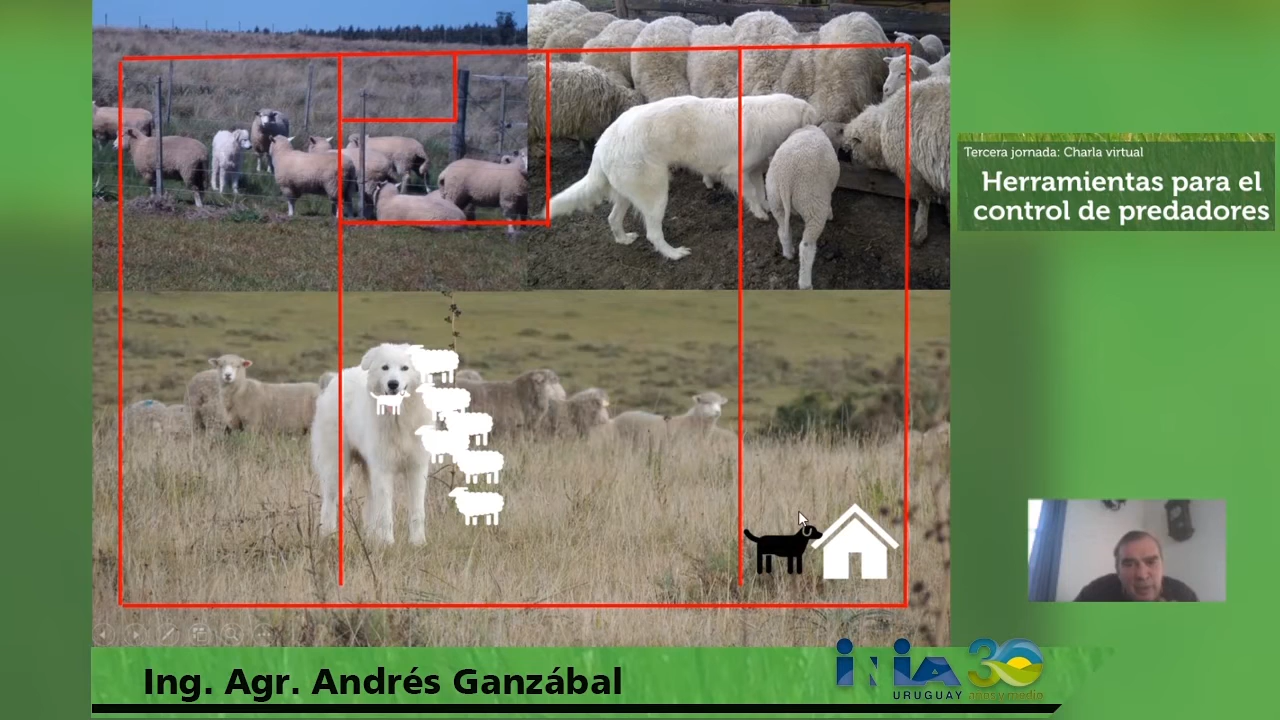 Tercera jornada: Charla virtual
Herramientas para el
control de predadores
Ing. Agr. Andrés Ganzábal
inia 30
URUGUAY